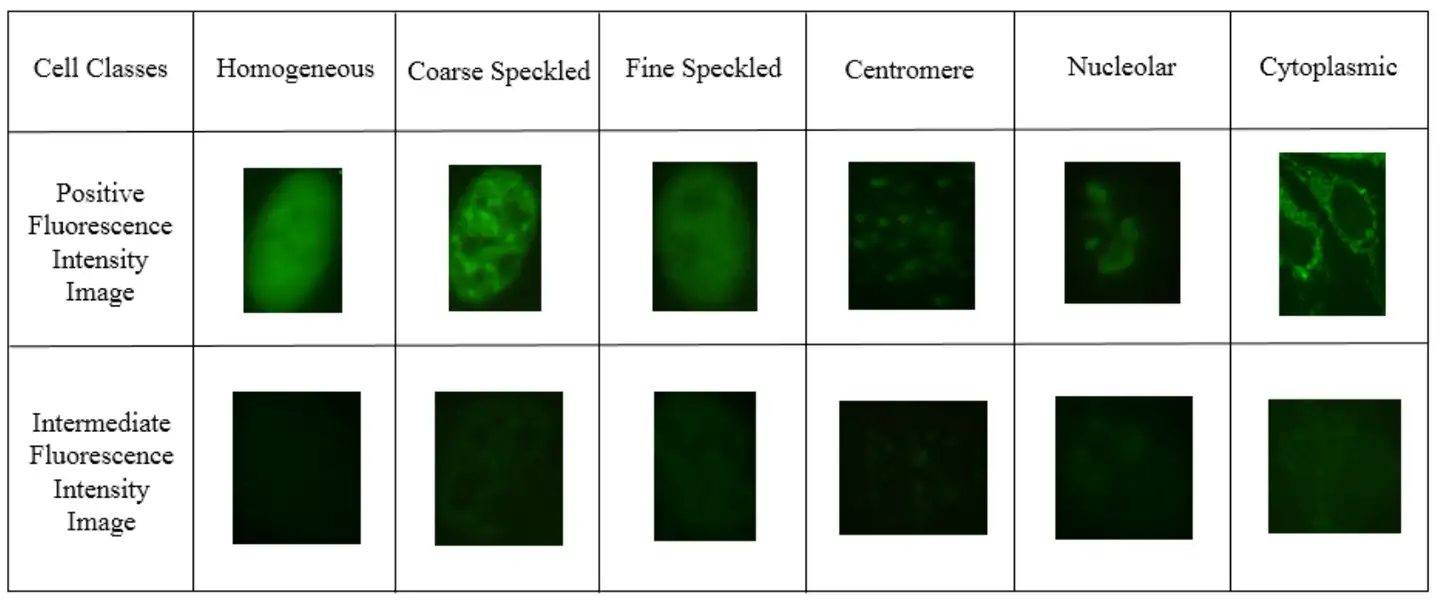 Cell Classes
Homogeneous
Coarse Speckled
Fine Speckled
Centromere
Nucleolar
Cytoplasmic
Positive
Fluorescence
Intensity
Image
Intermediate
Fluorescence
Intensity
Image